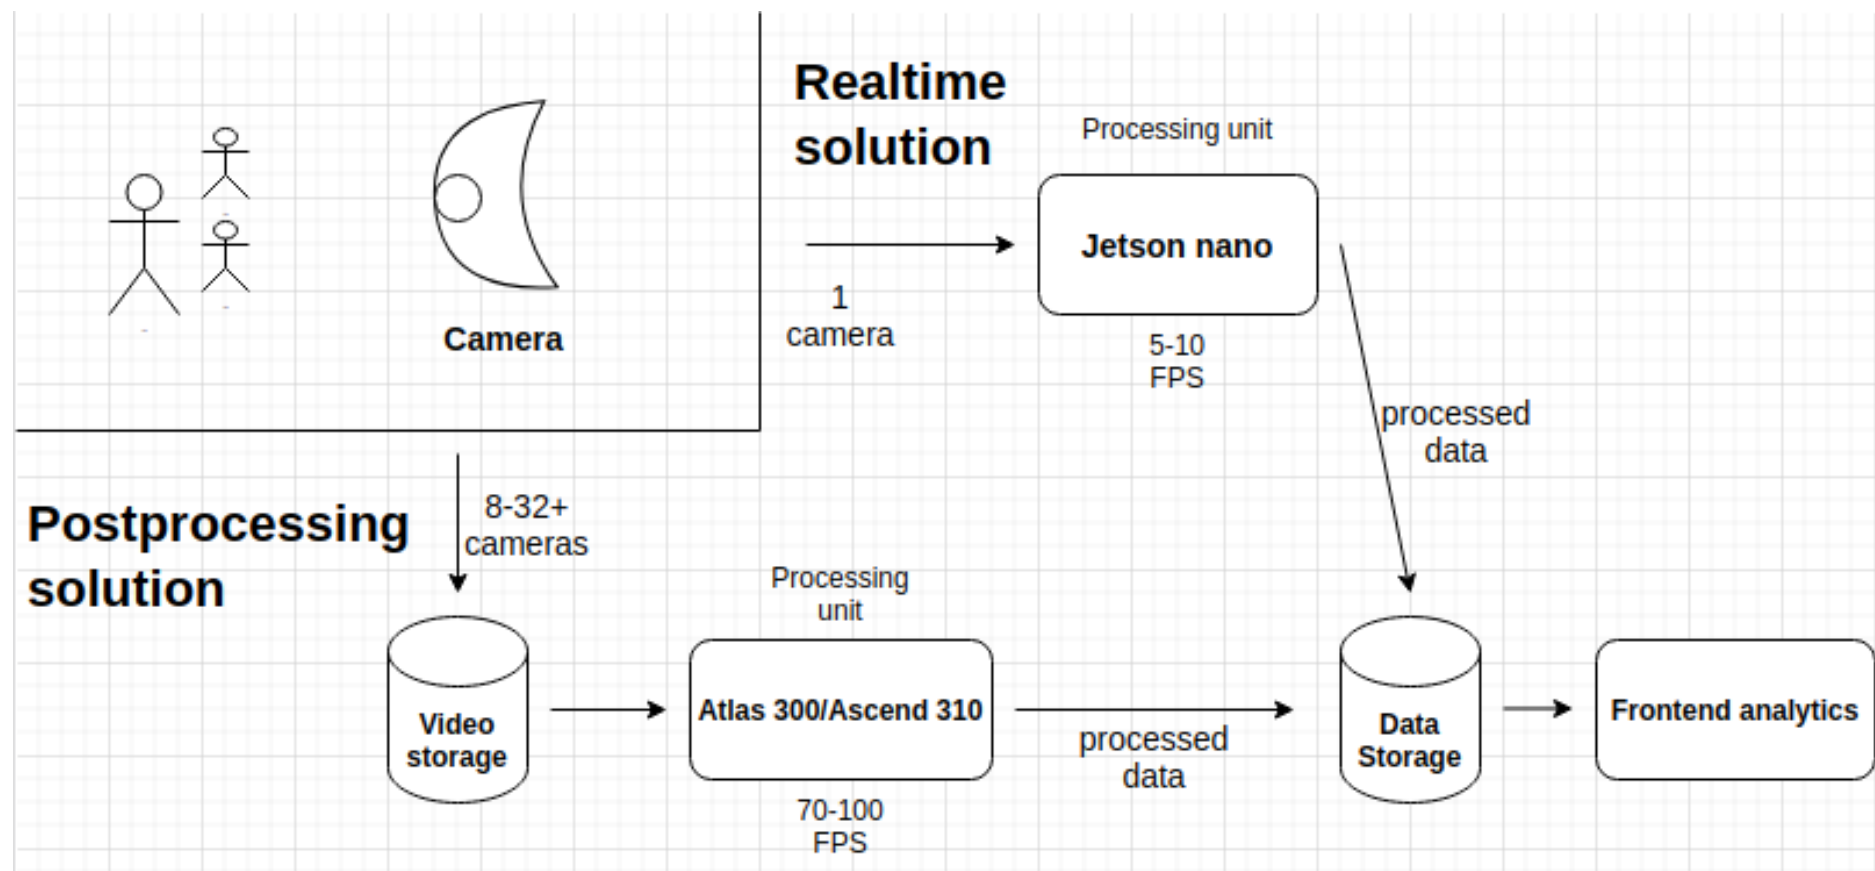 Realtime
solution
Processing unit
Jetson nano
5-10
FPS
1
camera
Camera
processed
data
Postprocessing
solution
8-32+
cameras
Video
storage
Processing
unit
Atlas 300/Ascend 310
70-100
FPS
processed
data
Data
Storage
Frontend analytics